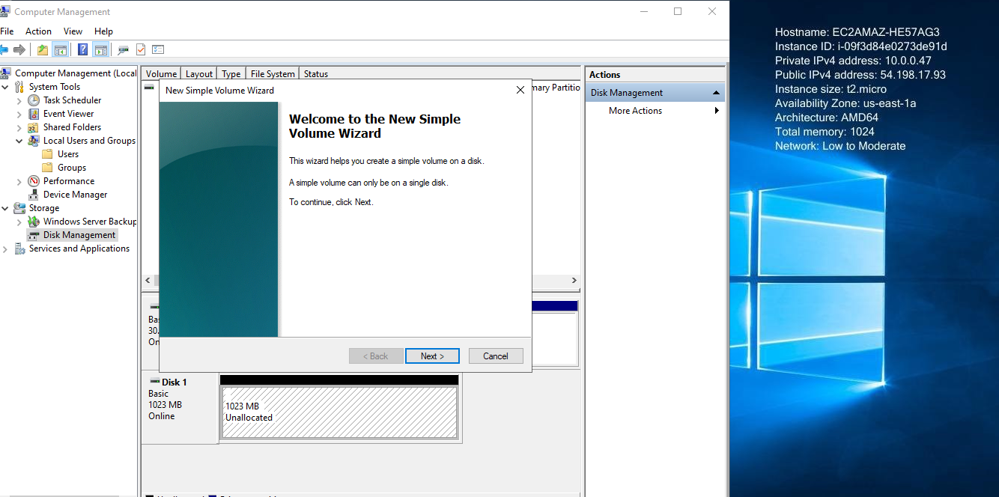 Computer Management
File Action View Help
Computer Management (Local
System Tools
Task Scheduler
Event Viewer
Shared Folders
Local Users and Groups
Users
Groups
Performance
Device Manager
Storage
Windows Server Backup
Disk Management
Services and Applications
Volume Layout Type File System Status
mary Partitio
New Simple Volume Wizard
Welcome to the New Simple
Volume Wizard
This wizard helps you create a simple volume on a disk.
A simple volume can only be on a single disk.
To continue, click Next.
< Back Next > Cancel
Ba
30.
On
Disk 1
Basic
1023 MB
Online
1023 MB
Unallocated
Actions
Disk Management
More Actions
Hostname: EC2AMAZ-HE57AG3
Instance ID: i-09f3d84e0273de91d
Private IPv4 address: 10.0.0.47
Public IPv4 address: 54.198.17.93
Instance size: t2.micro
Availability Zone: us-east-1a
Architecture: AMD64
Total memory: 1024
Network: Low to Moderate